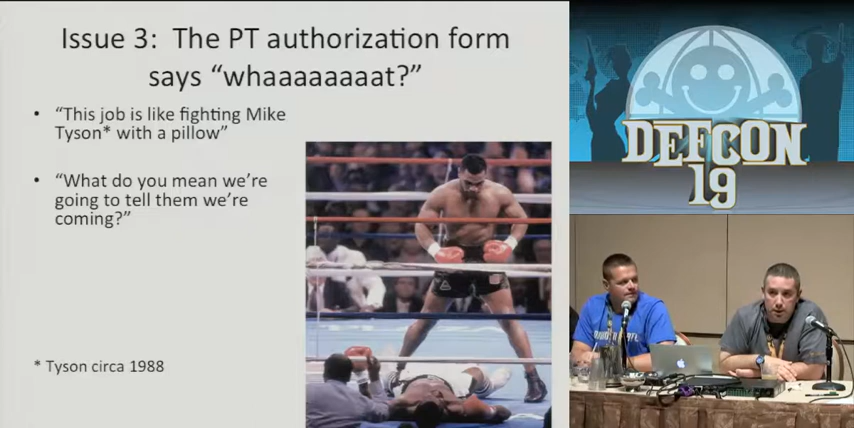 Issue 3: The PT authorization form
says “whaaaaaaaat?”
• “This job is like fighting Mike
Tyson* with a pillow”
• “What do you mean we’re
going to tell them we’re
coming?”
* Tyson circa 1988
DEFCON
19